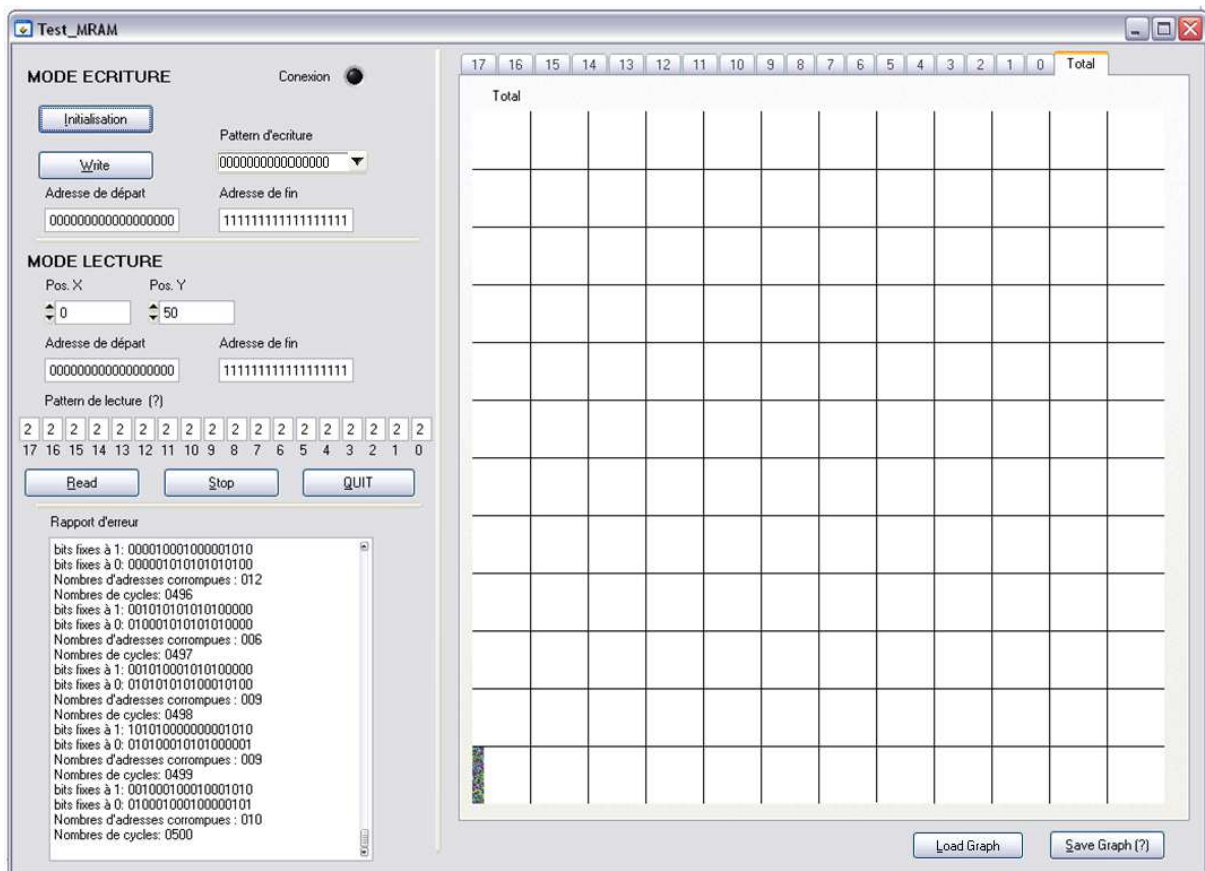 Test_MRAM
MODE ECRITURE
Conexion
Initialisation
Pattern d'ecriture
Write
0000000000000000
Adresse de départ
Adresse de fin
000000000000000000
111111111111111111
MODE LECTURE
Pos. X
Pos. Y
0
50
Adresse de départ
Adresse de fin
000000000000000000
111111111111111111
Pattern de lecture (?)
2 2 2 2 2 2 2 2 2 2 2 2 2 2 2 2 2 2
17 16 15 14 13 12 11 10 9 8 7 6 5 4 3 2 1 0
Read
Stop
QUIT
Rapport d'erreur
bits fixes à 1: 000010001000001010
bits fixes à 0: 000001010101010100
Nombres d'adresses corrompues : 012
Nombres de cycles: 0496
bits fixes à 1: 001010101010100000
bits fixes à 0: 010001010101010000
Nombres d'adresses corrompues : 006
Nombres de cycles: 0497
bits fixes à 1: 001010001010100000
bits fixes à 0: 010101010100010100
Nombres d'adresses corrompues : 009
Nombres de cycles: 0498
bits fixes à 1: 101010000000001010
bits fixes à 0: 010100010101000001
Nombres d'adresses corrompues : 009
Nombres de cycles: 0499
bits fixes à 1: 001000100010001010
bits fixes à 0: 010001000100000101
Nombres d'adresses corrompues : 010
Nombres de cycles: 0500
17 16 15 14 13 12 11 10 9 8 7 6 5 4 3 2 1 0 Total
Total
Load Graph
Save Graph (?)